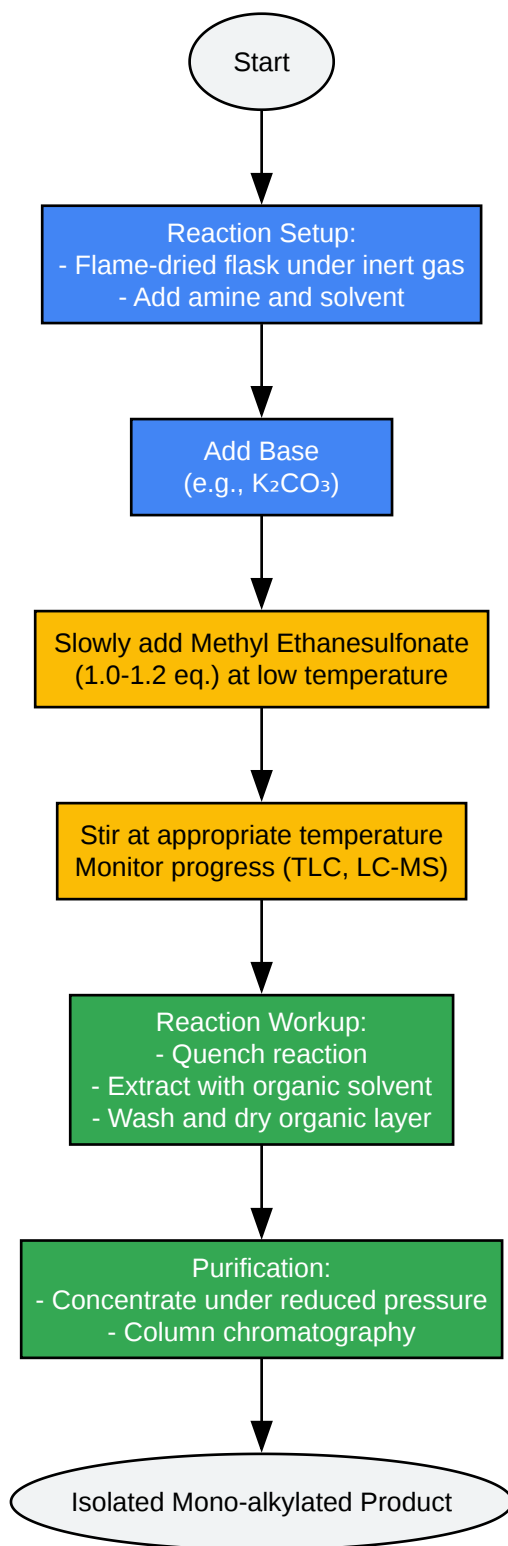 Start
Reaction Setup:
- Flame-dried flask under inert gas
- Add amine and solvent
Add Base
(e.g., K₂CO₃)
Slowly add Methyl Ethanesulfonate
(1.0-1.2 eq.) at low temperature
Stir at appropriate temperature
Monitor progress (TLC, LC-MS)
Reaction Workup:
- Quench reaction
- Extract with organic solvent
- Wash and dry organic layer
Purification:
- Concentrate under reduced pressure
- Column chromatography
Isolated Mono-alkylated Product